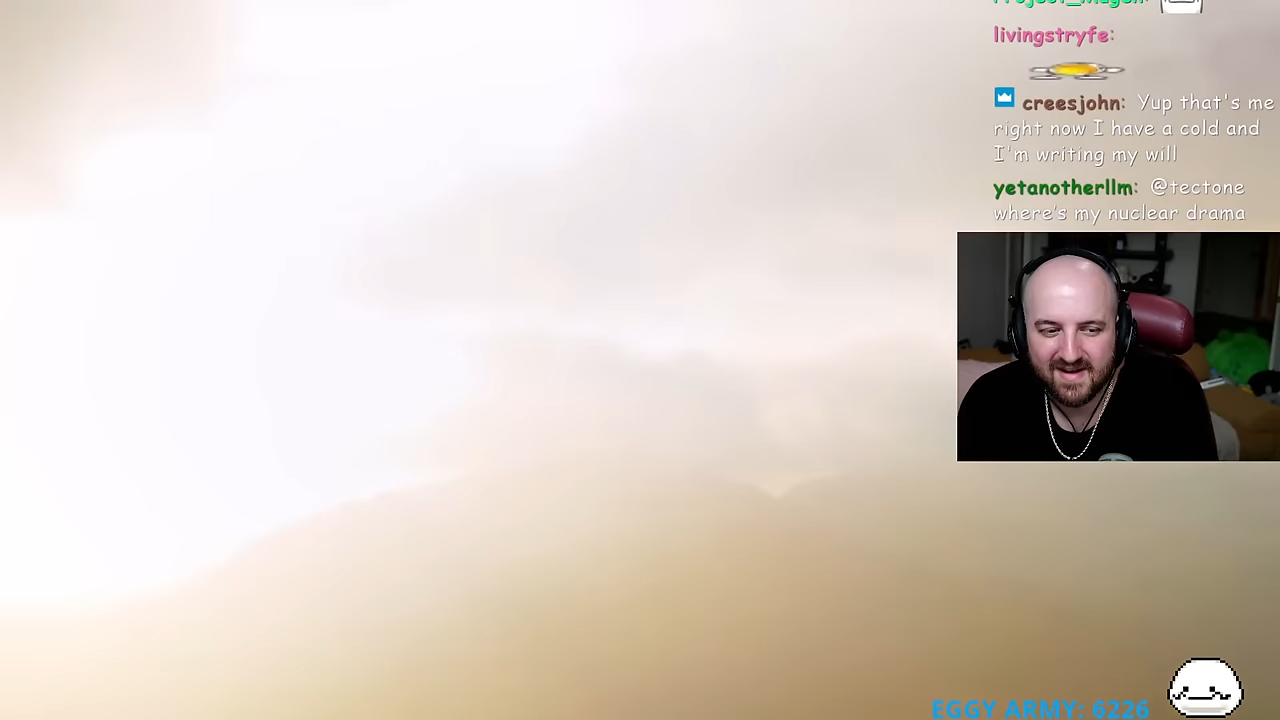 livingstryfe:
creesjohn: Yup that's me
right now I have a cold and
I'm writing my will
yetanotherllm: @tectone
where's my nuclear drama
EGGY ARMY: 6226